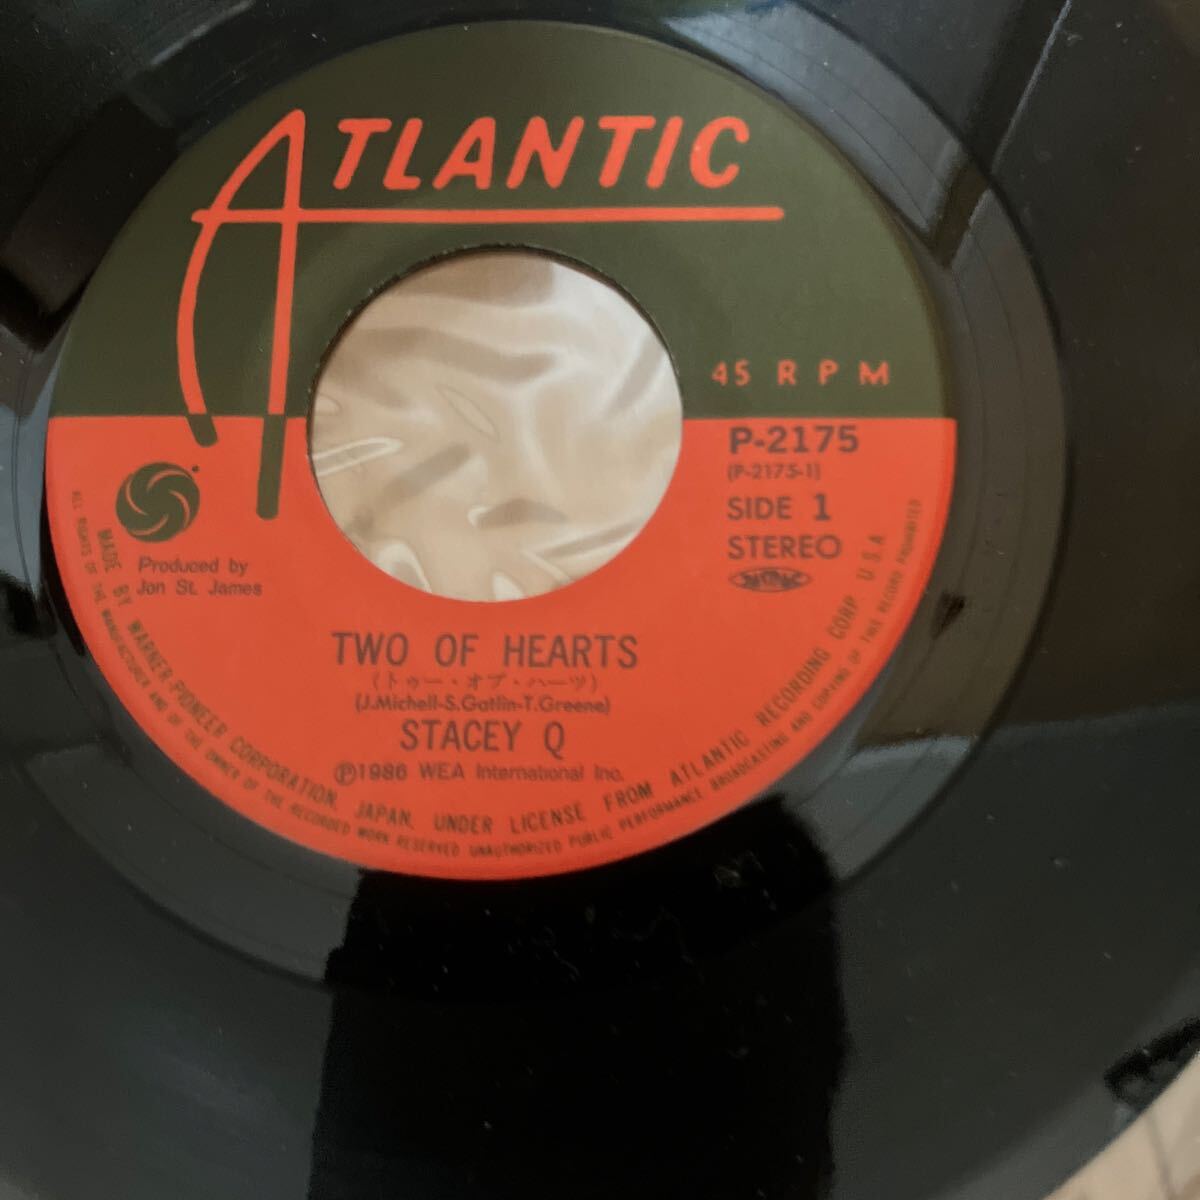 ATLANTIC
45 RPM
P-2175
(P-2175-1)
SIDE 1
STEREO
Produced by
Jon St. James
TWO OF HEARTS
(トゥー・オブ・ハーツ)
(J.Michell-S.Gatlin-T.Greene)
STACEY Q
Ⓟ1986 WEA International Inc.
MADE BY WARNER-PIONEER CORPORATION, JAPAN, UNDER LICENSE FROM ATLANTIC RECORDING CORP. U.S.A.
ALL RIGHTS OF THE MANUFACTURER AND OF THE OWNER OF THE RECORDED WORK RESERVED UNAUTHORIZED PUBLIC PERFORMANCE BROADCASTING AND COPYING OF THIS RECORD PROHIBITED